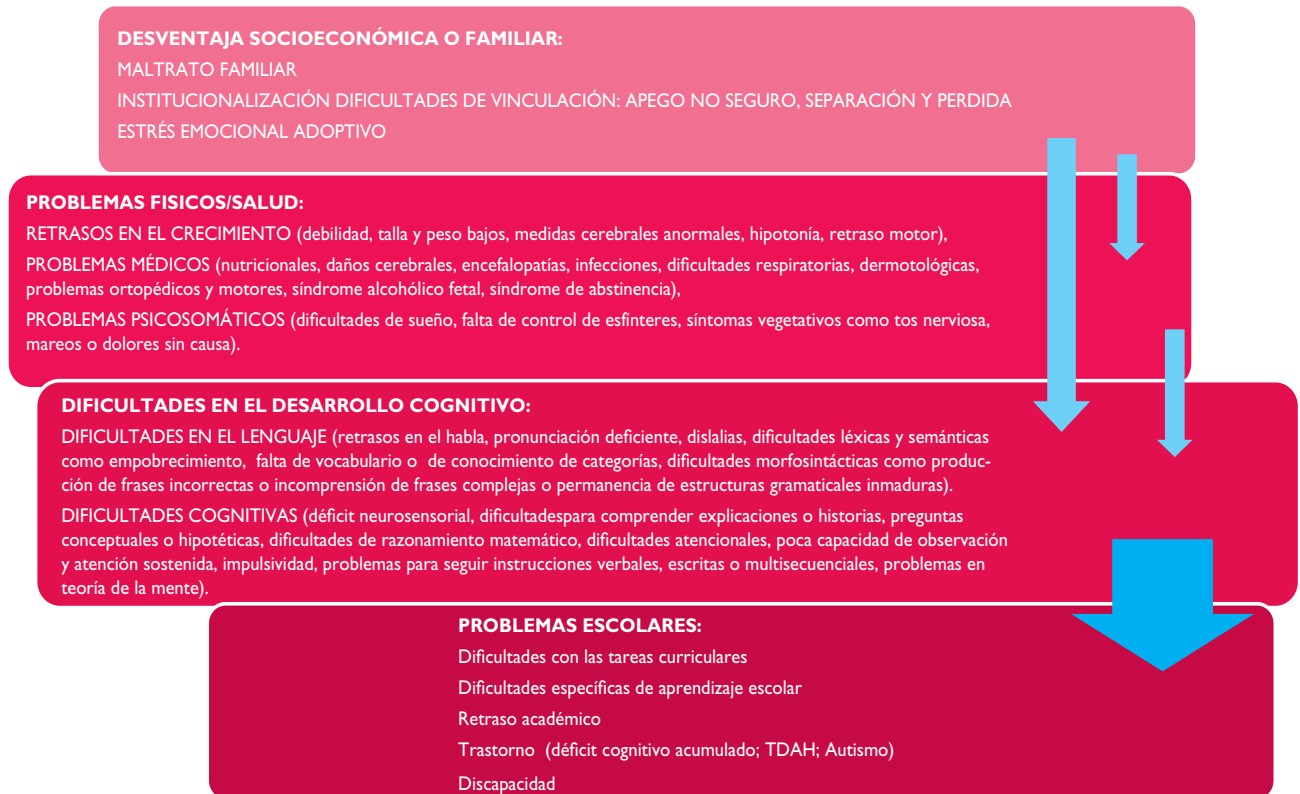 DESVENTAJA SOCIOECONÓMICA O FAMILIAR:
MALTRATO FAMILIAR
INSTITUCIONALIZACIÓN DIFICULTADES DE VINCULACIÓN: APEGO NO SEGURO, SEPARACIÓN Y PERDIDA
ESTRÉS EMOCIONAL ADOPTIVO
PROBLEMAS FISICOS/SALUD:
RETRASOS EN EL CRECIMIENTO (debilidad, talla y peso bajos, medidas cerebrales anormales, hipotonía, retraso motor),
PROBLEMAS MÉDICOS (nutricionales, daños cerebrales, encefalopatías, infecciones, dificultades respiratorias, dermotológicas,
problemas ortopédicos y motores, síndrome alcohólico fetal, síndrome de abstinencia),
PROBLEMAS PSICOSOMÁTICOS (dificultades de sueño, falta de control de esfínteres, síntomas vegetativos como tos nerviosa,
mareos o dolores sin causa).
DIFICULTADES EN EL DESARROLLO COGNITIVO:
DIFICULTADES EN EL LENGUAJE (retrasos en el habla, pronunciación deficiente, dislalias, dificultades léxicas y semánticas
como empobrecimiento, falta de vocabulario o de conocimiento de categorías, dificultades morfosintácticas como produc-
ción de frases incorrectas o incomprensión de frases complejas o permanencia de estructuras gramaticales inmaduras).
DIFICULTADES COGNITIVAS (déficit neurosensorial, dificultadespara comprender explicaciones o historias, preguntas
conceptuales o hipotéticas, dificultades de razonamiento matemático, dificultades atencionales, poca capacidad de observación
y atención sostenida, impulsividad, problemas para seguir instrucciones verbales, escritas o multisecuenciales, problemas en
teoría de la mente).
PROBLEMAS ESCOLARES:
Dificultades con las tareas curriculares
Dificultades específicas de aprendizaje escolar
Retraso académico
Trastorno (déficit cognitivo acumulado; TDAH; Autismo)
Discapacidad